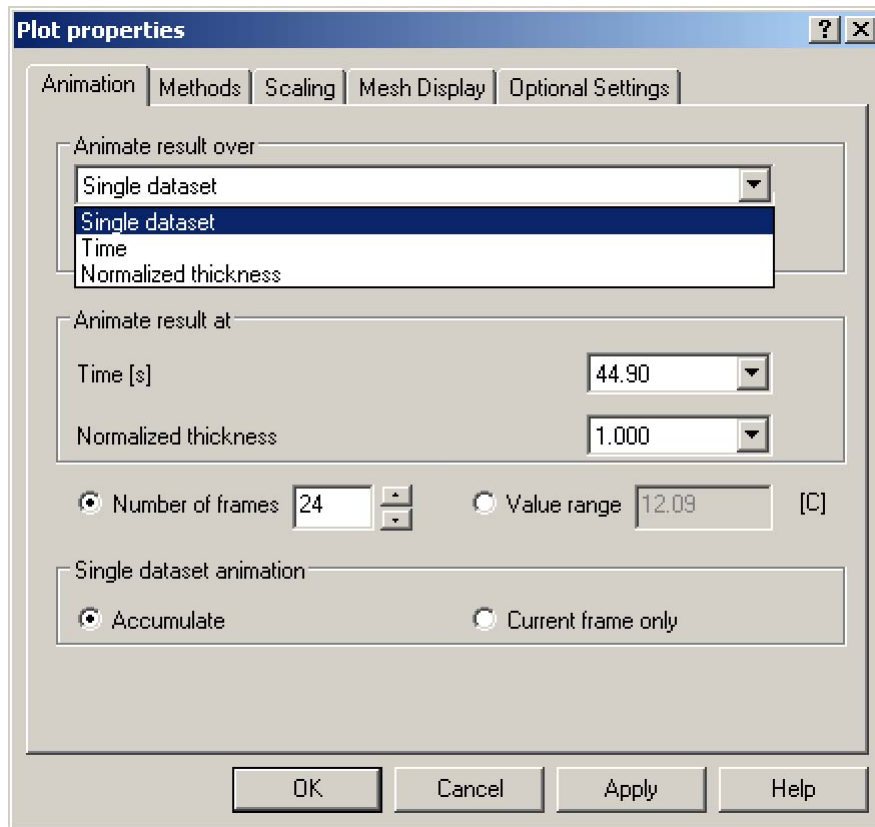 Plot properties
Animation Methods Scaling Mesh Display Optional Settings
Animate result over
Single dataset
Single dataset
Time
Normalized thickness
Animate result at
Time [s] 44.90
Normalized thickness 1.000
Number of frames 24 Value range 12.09 [C]
Single dataset animation
Accumulate Current frame only
OK Cancel Apply Help